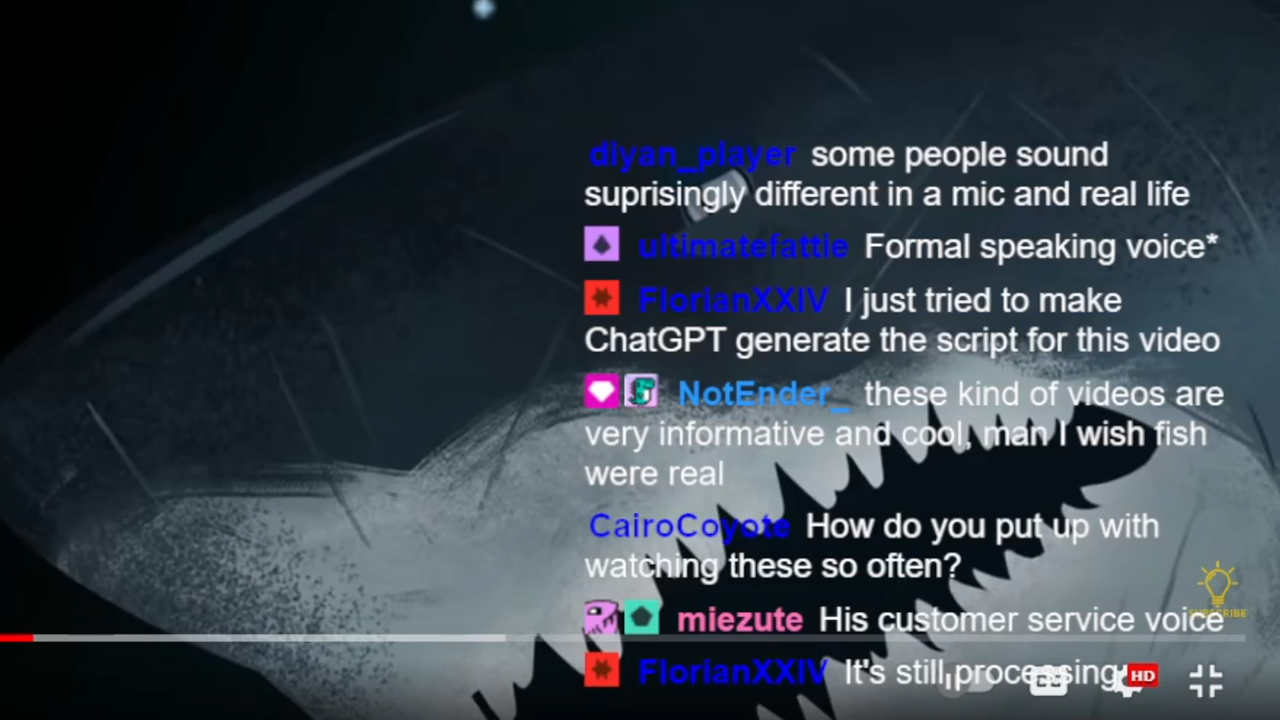 diyan_player some people sound
suprisingly different in a mic and real life
ultimatefattie Formal speaking voice*
FlorianXXIV I just tried to make
ChatGPT generate the script for this video
NotEnder_ these kind of videos are
very informative and cool, man I wish fish
were real
CairoCoyote How do you put up with
watching these so often?
SUBSCRIBE
miezute His customer service voice
FlorianXXIV It's still processing
HD